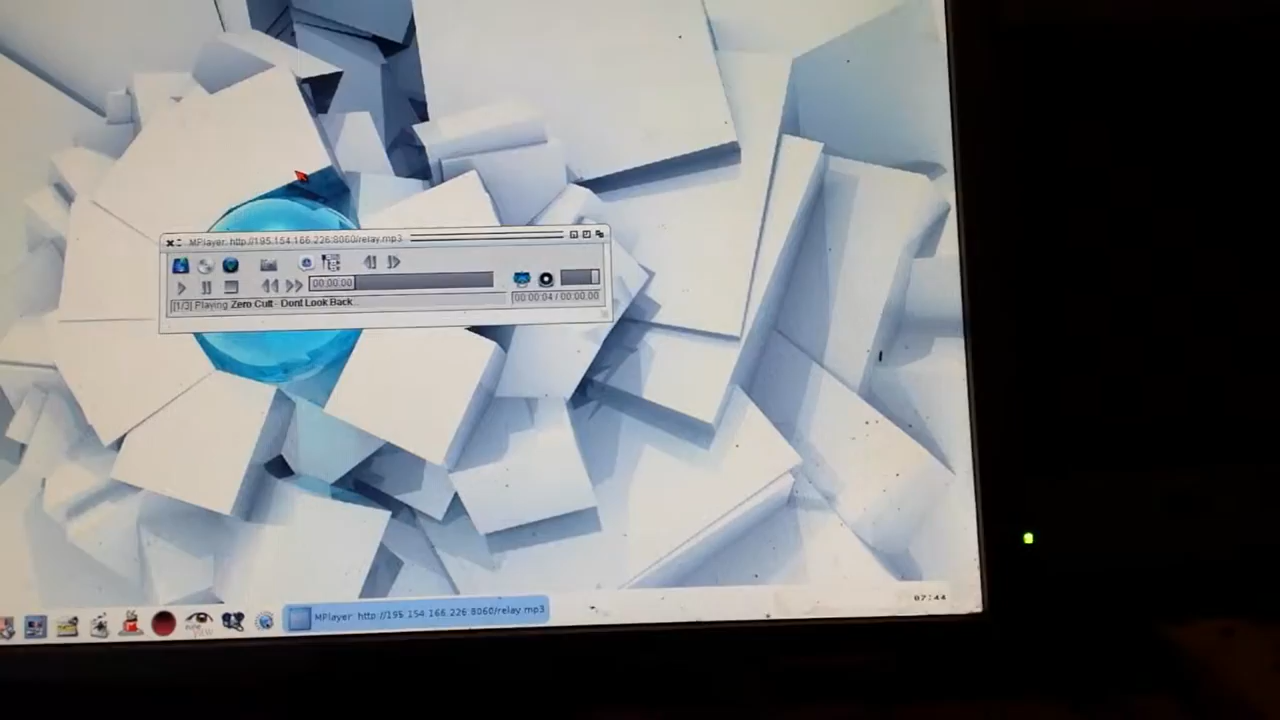 MPlayer: http://195.154.166.226:8060/relay.mp3
00:00:00
[1/3] Playing Zero Cult - Dont Look Back...
00:00:04 / 00:00:00
MPlayer: http://195.154.166.226:8060/relay.mp3
07:44